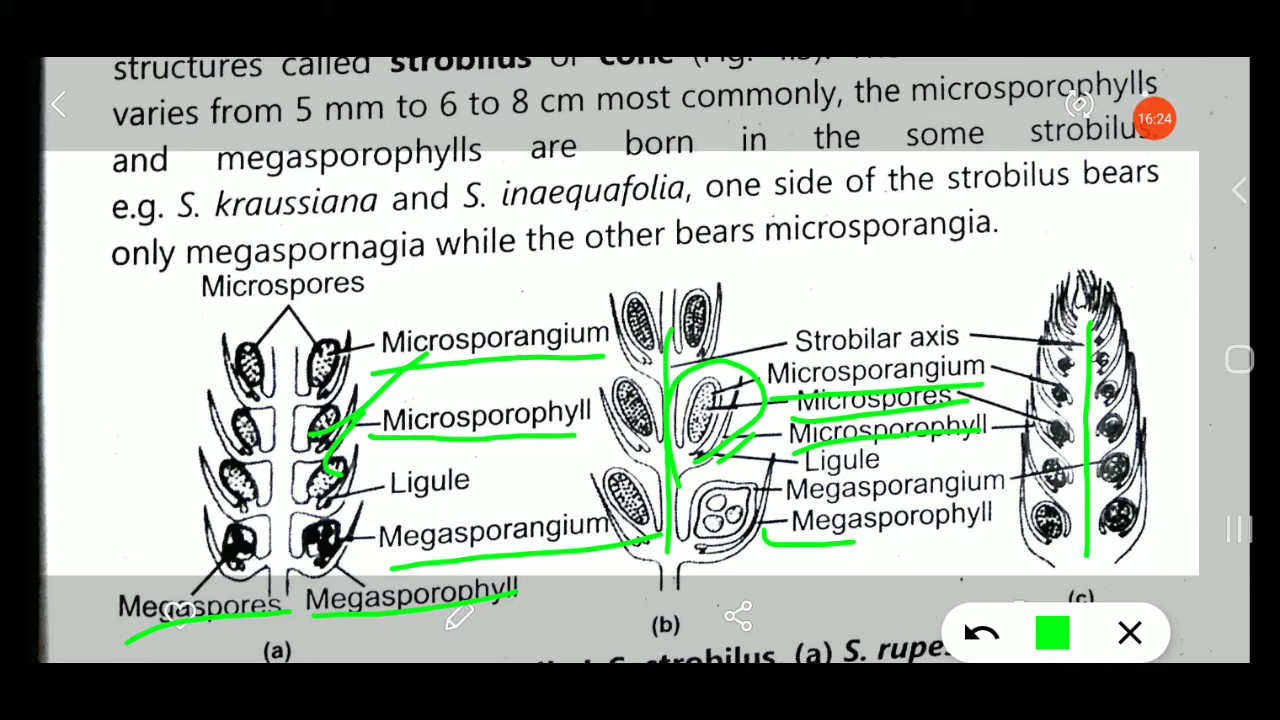 structures called strobilus or cone (Fig.
varies from 5 mm to 6 to 8 cm most commonly, the microsporophylls
16:24
and megasporophylls are born in the some strobilus.
e.g. S. kraussiana and S. inaequafolia, one side of the strobilus bears
only megaspornagia while the other bears microsporangia.
Microspores
Microsporangium
Microsporophyll
Ligule
Megasporangium
Megaspores
Megasporophyll
(a)
Strobilar axis
Microsporangium
Microspores
Microsporophyll
Ligule
Megasporangium
Megasporophyll
(b)
(c)
strobilus. (a) S. rupes